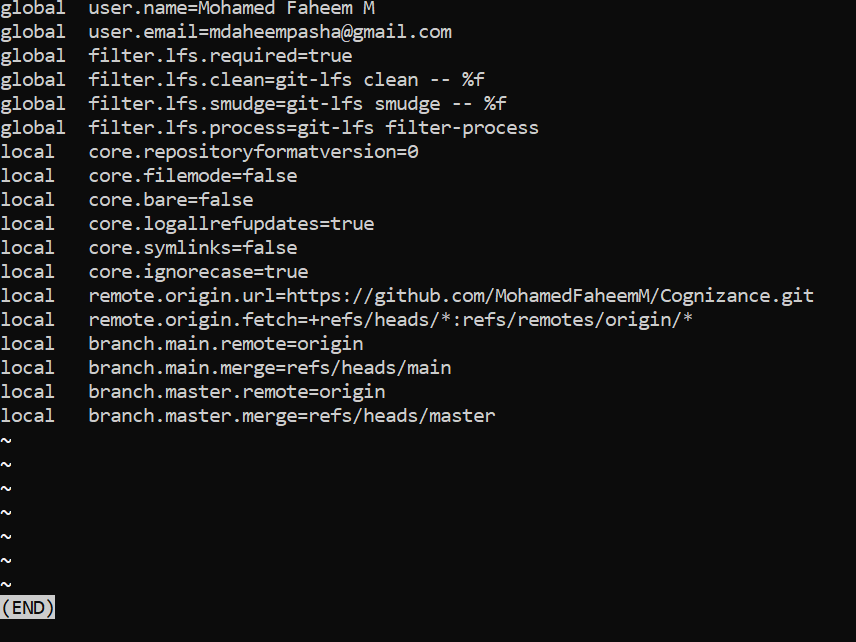 global  user.name=Mohamed Faheem M
global  user.email=mdaheempasha@gmail.com
global  filter.lfs.required=true
global  filter.lfs.clean=git-lfs clean -- %f
global  filter.lfs.smudge=git-lfs smudge -- %f
global  filter.lfs.process=git-lfs filter-process
local   core.repositoryformatversion=0
local   core.filemode=false
local   core.bare=false
local   core.logallrefupdates=true
local   core.symlinks=false
local   core.ignorecase=true
local   remote.origin.url=https://github.com/MohamedFaheemM/Cognizance.git
local   remote.origin.fetch=+refs/heads/*:refs/remotes/origin/*
local   branch.main.remote=origin
local   branch.main.merge=refs/heads/main
local   branch.master.remote=origin
local   branch.master.merge=refs/heads/master
~
~
~
~
~
~
~
(END)